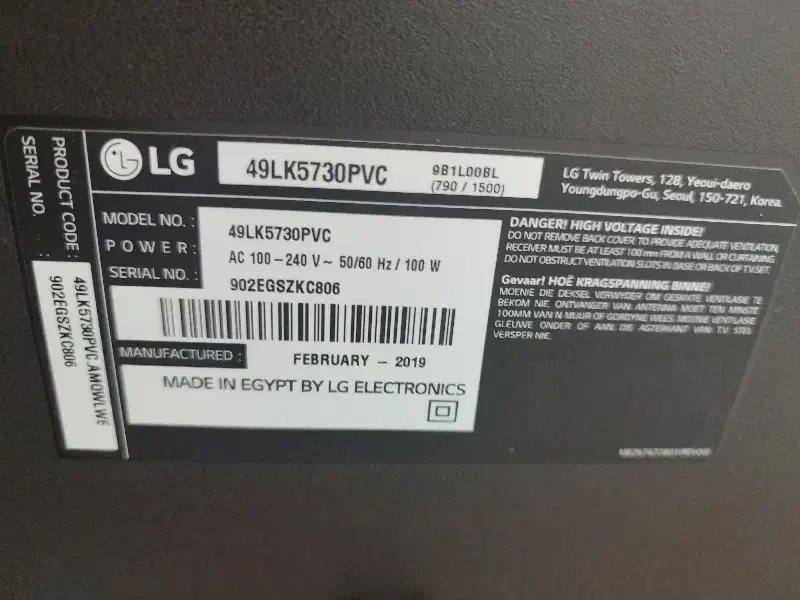 PRODUCT CODE :
SERIAL NO. :
49LK5730PVC.AMOWLWE
902EGSZKC806
LG
49LK5730PVC
9B1L00BL
(790 / 1500)
LG Twin Towers, 128, Yeoui-daero
Youngdungpo-Gu, Seoul, 150-721, Korea.
MODEL NO. :
49LK5730PVC
POWER :
AC 100-240 V~ 50/60 Hz / 100 W
SERIAL NO. :
902EGSZKC806
MANUFACTURED :
FEBRUARY - 2019
MADE IN EGYPT BY LG ELECTRONICS
DANGER! HIGH VOLTAGE INSIDE!
DO NOT REMOVE BACK COVER. TO PROVIDE ADEQUATE VENTILATION,
RECEIVER MUST BE AT LEAST 100 mm FROM A WALL OR CURTAINING.
DO NOT OBSTRUCT VENTILATION SLOTS IN BASE OR BACK OF T.V.SET.
Gevaar! HOË KRAGSPANNING BINNE!
MOENIE DIE DEKSEL VERWYDER OM GESKIKTE VENTILASIE TE
BEKOM NIE. ONTVANGER VAN ANTENNA MOET TEN MINSTE
100MM VAN N MUUR OF GORDYNE WEES. MOENIE VENTILASIE
GLEUWE ONDER OF AAN DIE ASTERKANT VAN T.V STEL
VERSPER NIE.